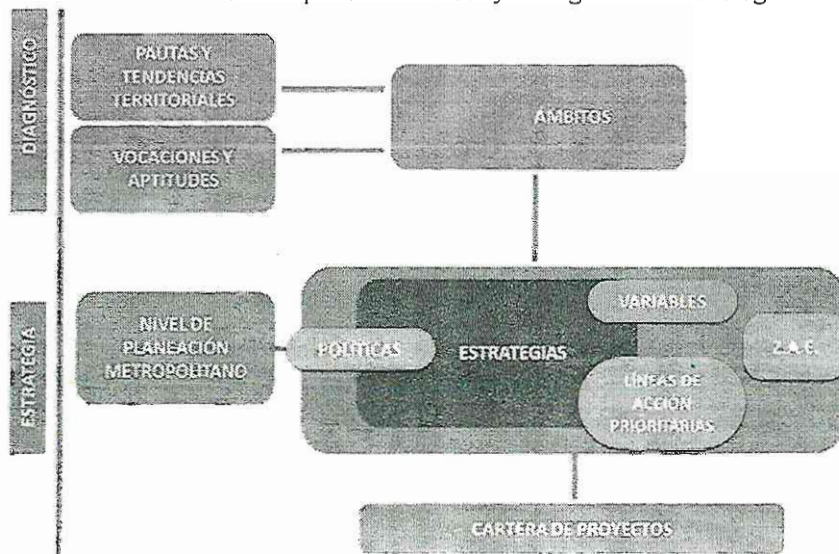 DIAGNÓSTICO
PAUTAS Y
TENDENCIAS
TERRITORIALES
VOCACIONES Y
APTITUDES
ÁMBITOS
ESTRATEGIA
NIVEL DE
PLANEACIÓN
METROPOLITANO
POLÍTICAS
ESTRATEGIAS
VARIABLES
Z.A.E.
LÍNEAS DE
ACCIÓN
PRIORITARIAS
CARTERA DE PROYECTOS